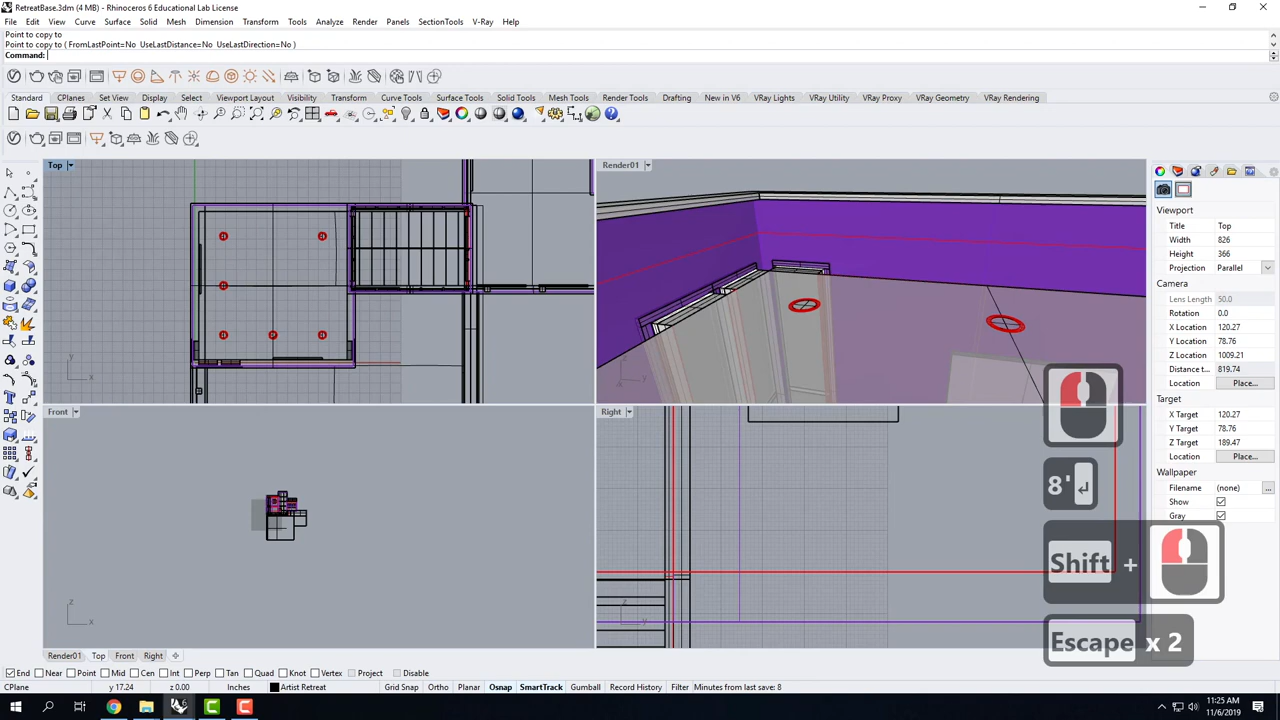 RetreatBase.3dm (4 MB) - Rhinoceros 6 Educational Lab License
File Edit View Curve Surface Solid Mesh Dimension Transform Tools Analyze Render Panels SectionTools V-Ray Help
Point to copy to
Point to copy to ( FromLastPoint=No UseLastDistance=No UseLastDirection=No )
Command:
Standard CPlanes Set View Display Select Viewport Layout Visibility Transform Curve Tools Surface Tools Solid Tools Mesh Tools Render Tools Drafting New in V6 VRay Lights VRay Utilities VRay Proxy VRay Geometry VRay Rendering
Top
Render01
Viewport
Title Top
Width 826
Height 366
Projection Parallel
Camera
Lens Length 50.0
Rotation 0.0
X Location 120.27
Y Location 78.76
Z Location 1009.21
Distance t... 819.74
Location Place...
Target
X Target 120.27
Y Target 78.76
Z Target 189.47
Location Place...
Wallpaper
Filename (none) ...
Show
Gray
y
x
y
Front
Right
8'
Shift +
Escape x 2
z
x
z
y
Render01 Top Front Right
End Near Point Mid Cen Int Perp Tan Quad Knot Vertex Project Disable
CPlane y 17.24 z 0.00 Inches Artist Retreat Grid Snap Ortho Planar Osnap SmartTrack Gumball Record History Filter Minutes from last save: 8
11:25 AM
11/6/2019